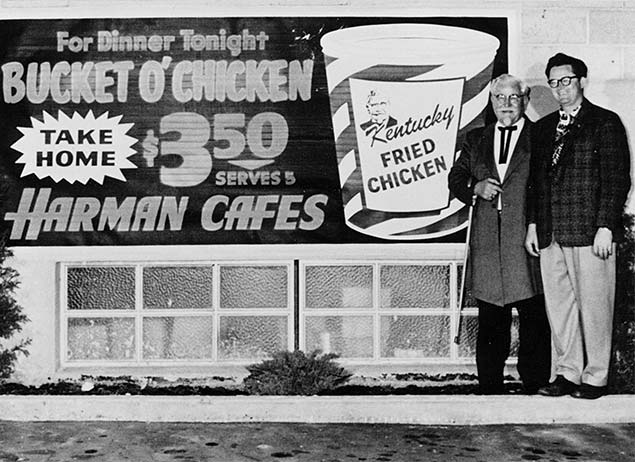 For Dinner Tonight
BUCKET O' CHICKEN
TAKE
HOME
$3.50
SERVES 5
HARMAN CAFES
Kentucky
FRIED
CHICKEN